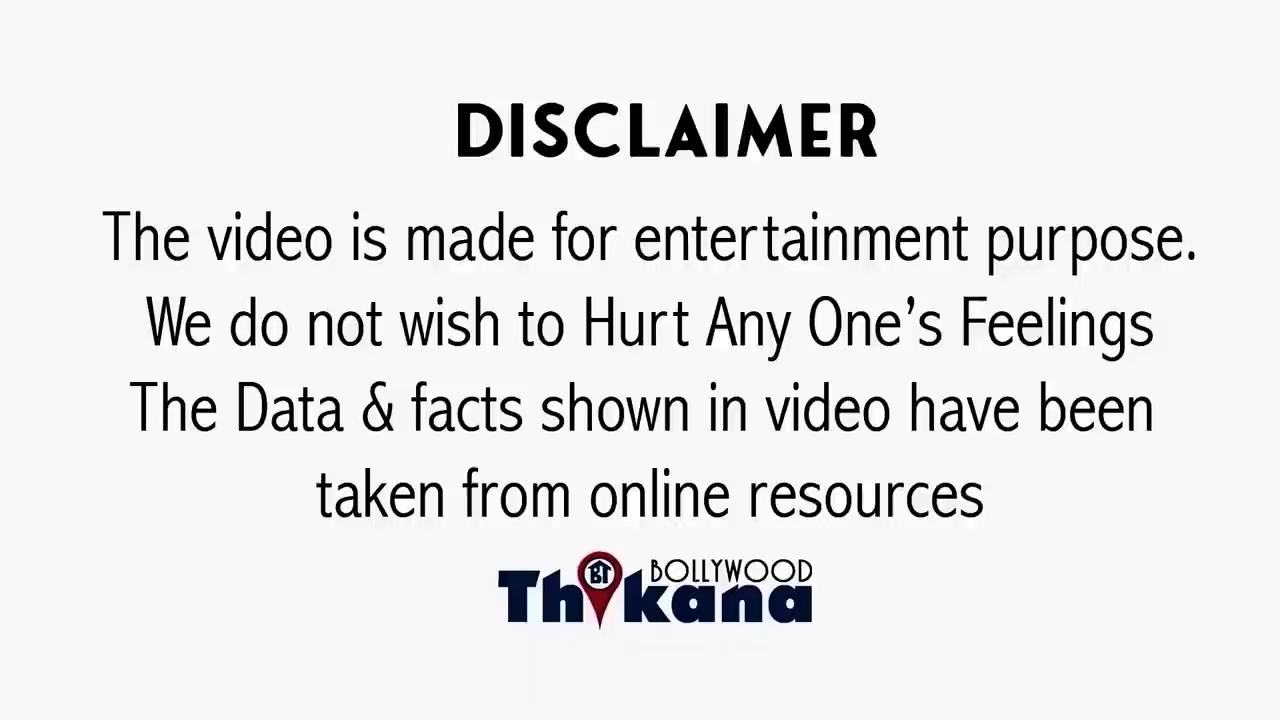 DISCLAIMER
The video is made for entertainment purpose.
We do not wish to Hurt Any One’s Feelings
The Data & facts shown in video have been
taken from online resources
BT BOLLYWOOD
Thikana